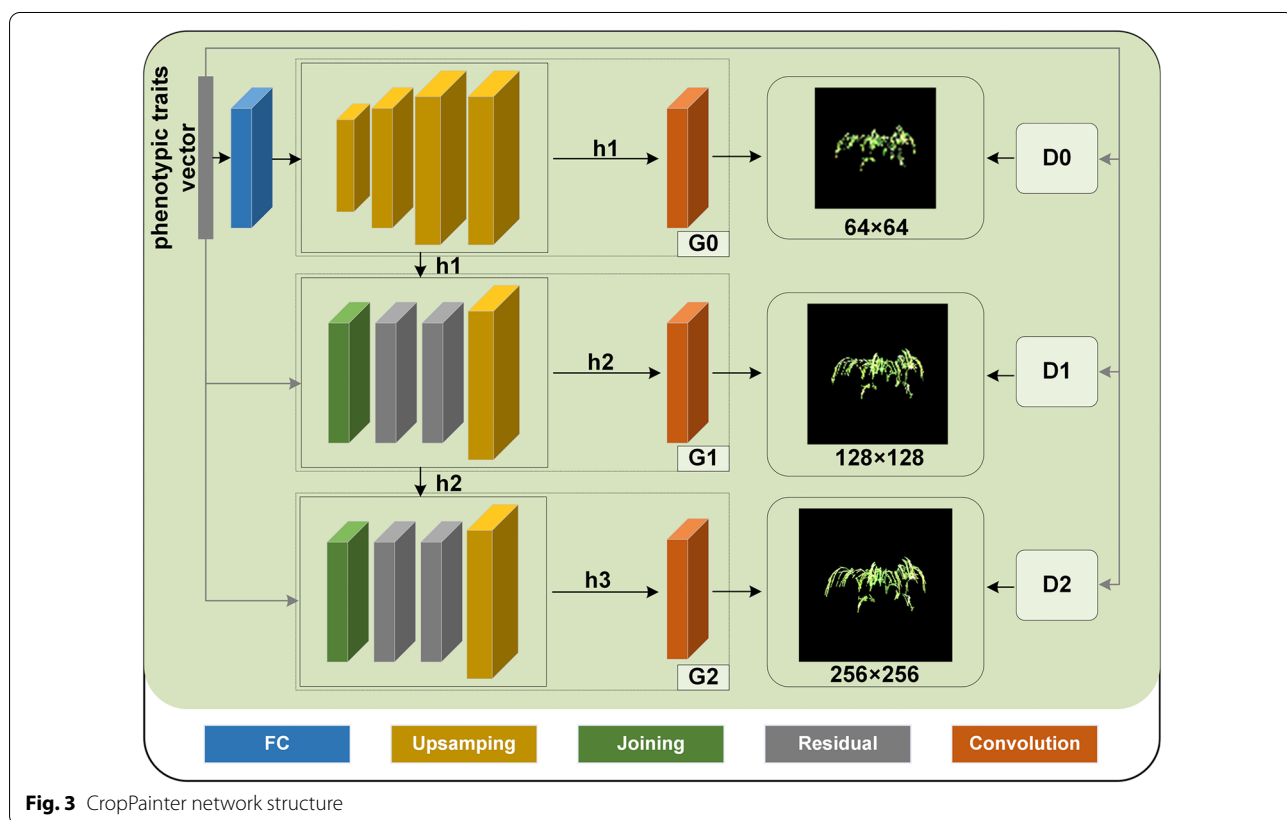 phenotypic traits
vector
h1
G0
64×64
D0
h1
h2
G1
128×128
D1
h2
h3
G2
256×256
D2
FC
Upsamping
Joining
Residual
Convolution
Fig. 3 CropPainter network structure